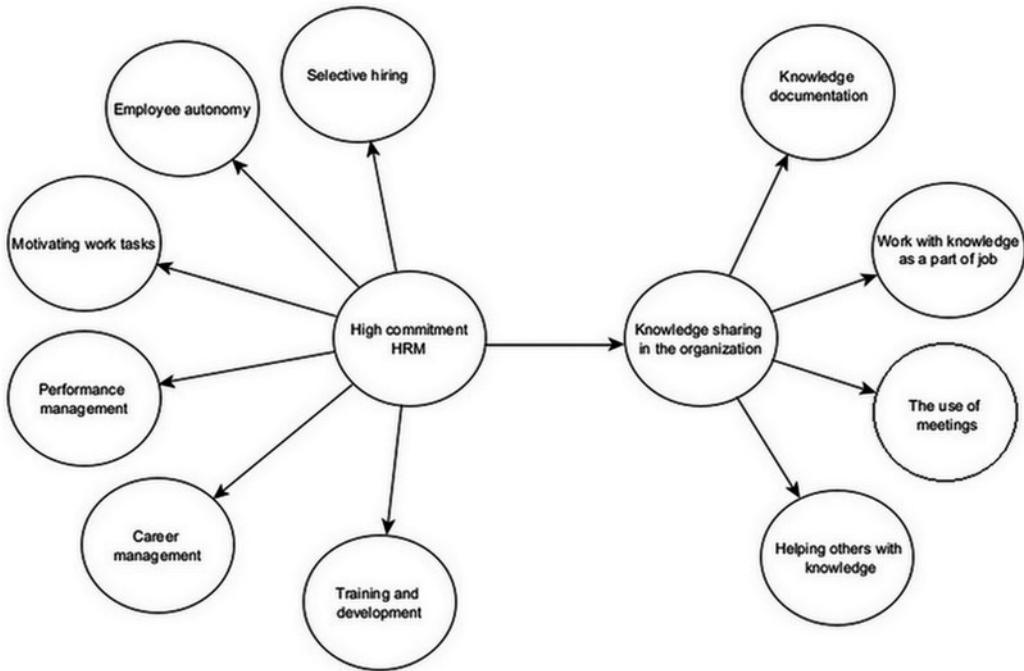 Selective hiring
Employee autonomy
Motivating work tasks
Performance
management
Career
management
Training and
development
High commitment
HRM
Knowledge sharing
in the organization
Knowledge
documentation
Work with knowledge
as a part of job
The use of
meetings
Helping others with
knowledge